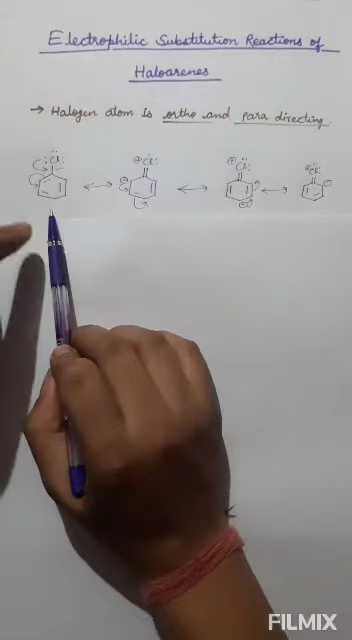 Electrophilic Substitution Reactions of
Haloarenes
→ Halogen atom is ortho and para directing
:C̈l: ⊕C̈l: ⊕C̈l: ⊕C̈l:
FILMIX